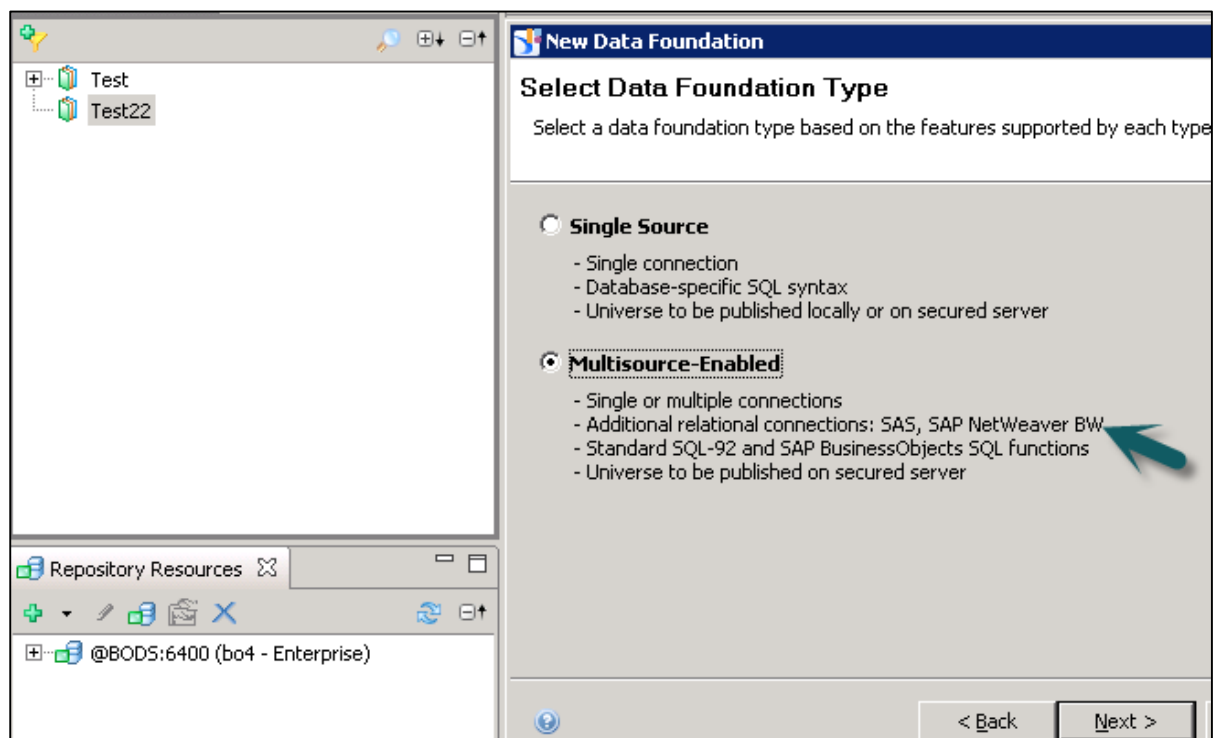 Test
Test22
Repository Resources
@BODS:6400 (bo4 - Enterprise)
New Data Foundation
Select Data Foundation Type
Select a data foundation type based on the features supported by each type
Single Source
- Single connection
- Database-specific SQL syntax
- Universe to be published locally or on secured server
Multisource-Enabled
- Single or multiple connections
- Additional relational connections: SAS, SAP NetWeaver BW
- Standard SQL-92 and SAP BusinessObjects SQL functions
- Universe to be published on secured server
< Back
Next >